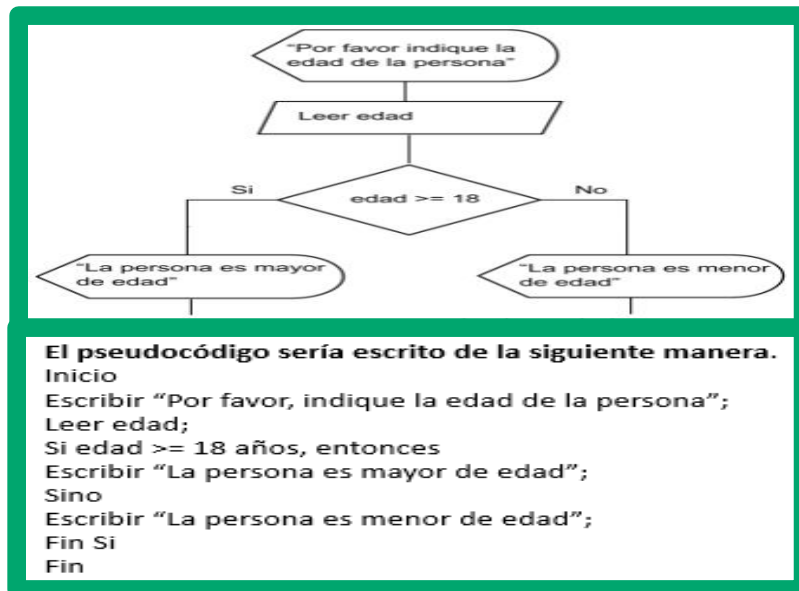 “Por favor indique la
edad de la persona”
Leer edad
Si
edad >= 18
No
“La persona es mayor
de edad”
“La persona es menor
de edad”
El pseudocódigo sería escrito de la siguiente manera.
Inicio
Escribir “Por favor, indique la edad de la persona”;
Leer edad;
Si edad >= 18 años, entonces
Escribir “La persona es mayor de edad”;
Sino
Escribir “La persona es menor de edad”;
Fin Si
Fin